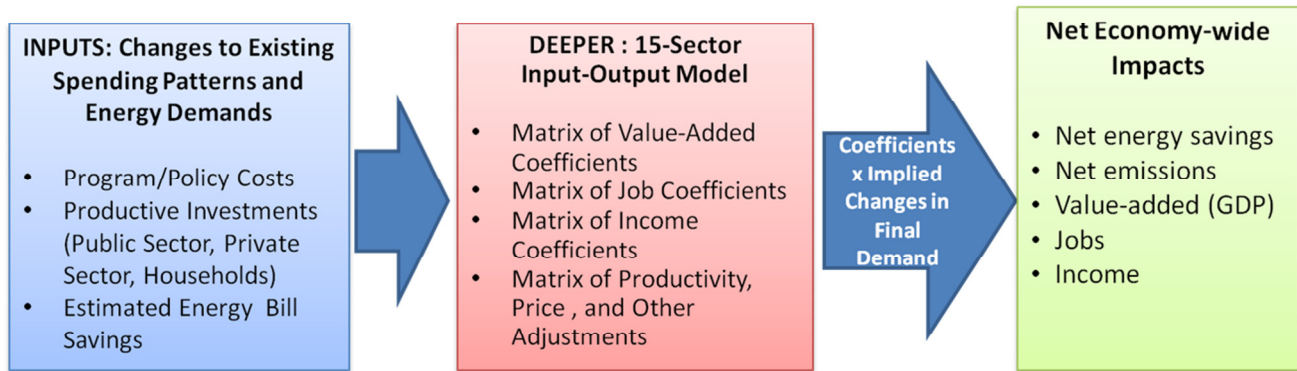 INPUTS: Changes to Existing
Spending Patterns and
Energy Demands
• Program/Policy Costs
• Productive Investments
(Public Sector, Private
Sector, Households)
• Estimated Energy Bill
Savings
DEEPER : 15-Sector
Input-Output Model
• Matrix of Value-Added
Coefficients
• Matrix of Job Coefficients
• Matrix of Income
Coefficients
• Matrix of Productivity,
Price , and Other
Adjustments
Coefficients
x Implied
Changes in
Final
Demand
Net Economy-wide
Impacts
• Net energy savings
• Net emissions
• Value-added (GDP)
• Jobs
• Income